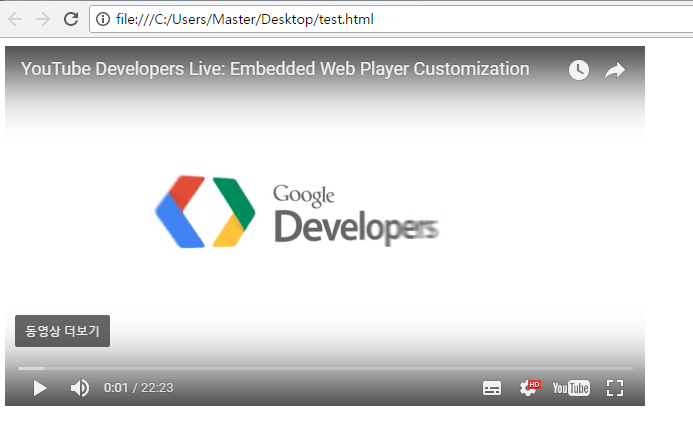 file:///C:/Users/Master/Desktop/test.html
YouTube Developers Live: Embedded Web Player Customization
Google
Developers
동영상 더보기
0:01 / 22:23
HD
YouTube